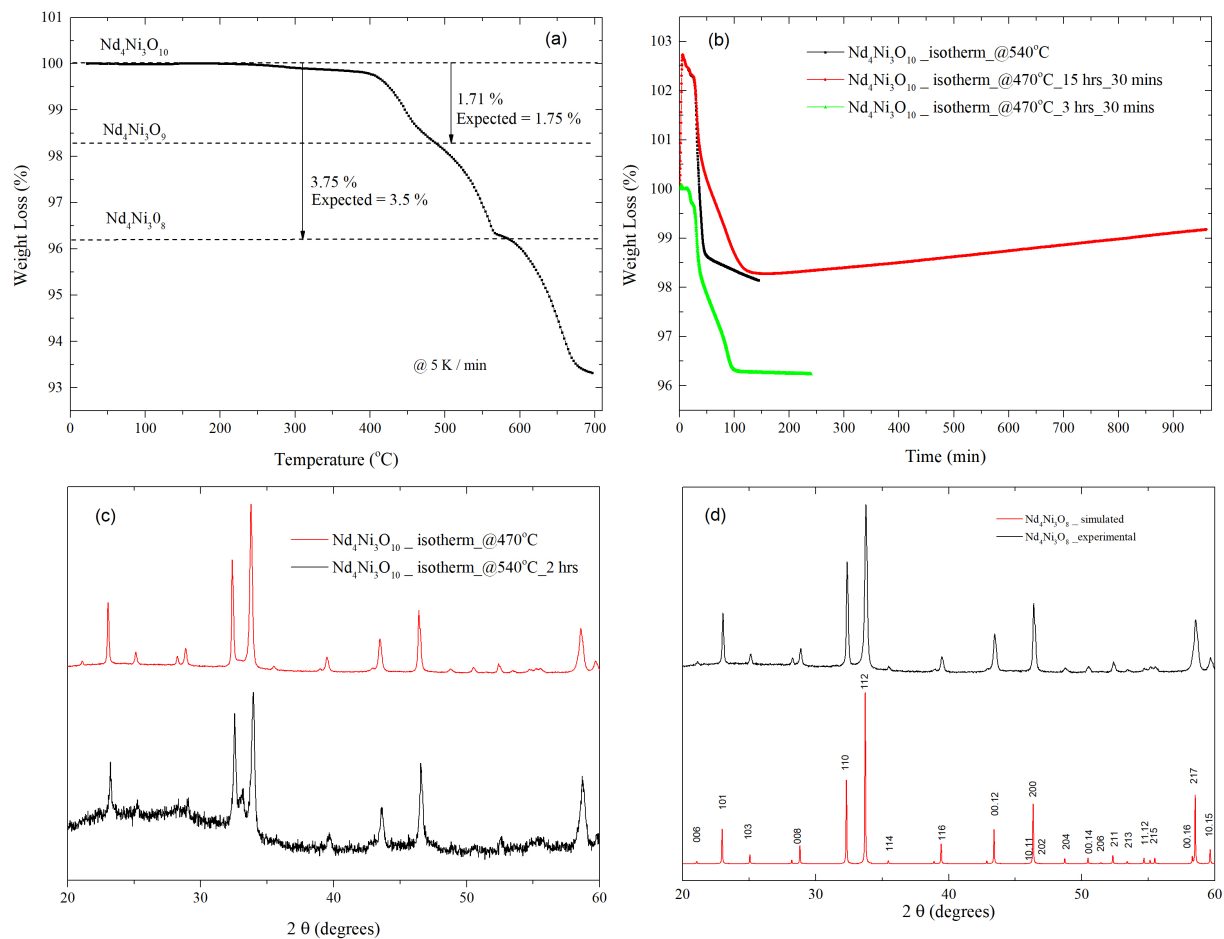 (a)
Nd4Ni3O10
1.71 %
Expected = 1.75 %
Nd4Ni3O9
3.75 %
Expected = 3.5 %
Nd4Ni308
@ 5 K / min
101
100
99
98
97
96
95
94
93
Weight Loss (%)
0 100 200 300 400 500 600 700
Temperature (oC)
(b)
Nd4Ni3O10 _isotherm_@540oC
Nd4Ni3O10 _ isotherm_@470oC_15 hrs_30 mins
Nd4Ni3O10 _ isotherm_@470oC_3 hrs_30 mins
103
102
101
100
99
98
97
96
Weight Loss (%)
0 100 200 300 400 500 600 700 800 900
Time (min)
(c)
Nd4Ni3O10 _ isotherm_@470oC
Nd4Ni3O10 _ isotherm_@540oC_2 hrs
20 30 40 50 60
2 θ (degrees)
(d)
Nd4Ni3O8 _ simulated
Nd4Ni3O8 _experimental
006
101
103
008
110
112
114
116
00.12
10.11
200
202
204
00.14
206
211
213
11.12
215
00.16
217
10.15
20 30 40 50 60
2 θ (degrees)